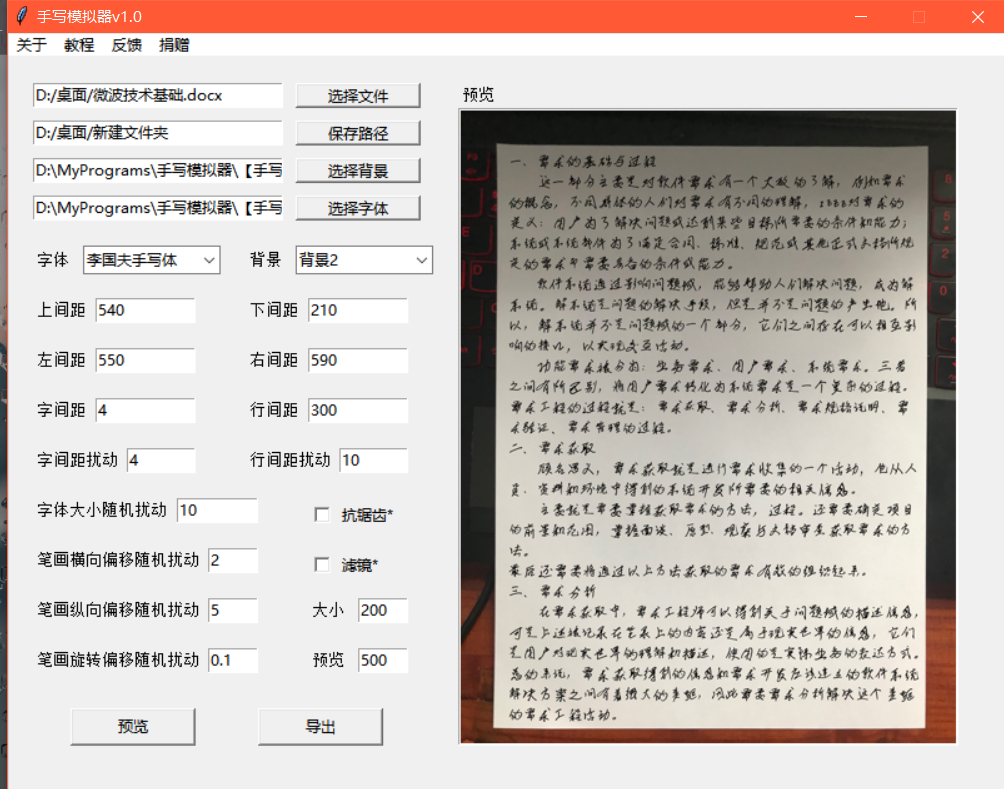 手写模拟器v1.0
关于 教程 反馈 捐赠
D:/桌面/微波技术基础.docx 选择文件
D:/桌面/新建文件夹 保存路径
D:\MyPrograms\手写模拟器\【手写 选择背景
D:\MyPrograms\手写模拟器\【手写 选择字体
字体 李国夫手写体 背景 背景2
上间距 540 下间距 210
左间距 550 右间距 590
字间距 4 行间距 300
字间距扰动 4 行间距扰动 10
字体大小随机扰动 10 抗锯齿*
笔画横向偏移随机扰动 2 滤镜*
笔画纵向偏移随机扰动 5 大小 200
笔画旋转偏移随机扰动 0.1 预览 500
预览 导出
预览
一、需求的基础与过程
这一部分主要是对软件需求有一个大致的了解，例如需求
的概念，不同群体的人们对需求有不同的理解，IEEE对需求的
定义：用户为了解决问题或达到某些目标所需要的条件和能力；
系统或系统部件为了满足合同、标准、规范或其他正式文档所规
定的需求中需要具备的条件或能力。
软件系统通过影响问题域，能够帮助人们解决问题，成为解
系统。解系统是问题的解决手段，但是并不是问题的产生地。所
以，解系统并不是问题域的一个部分，它们之间存在可以相互影
响的接口，以实现交互活动。
功能需求被分为：业务需求、用户需求、系统需求。三者
之间有所区别，将用户需求转化为系统需求是一个复杂的过程。
需求工程的过程就是：需求获取、需求分析、需求规格说明、需
求验证、需求管理的过程。
二、需求获取
顾名思义，需求获取就是进行需求收集的一个活动，他从人
员、资料和环境中得到的系统开发所需要的相关信息。
主要就是需要掌握获取需求的方法，过程。还需要确定项目
的前景和范围，掌握面谈、原型、观察与文档审查获取需求的方
法。
最后还需要将通过以上方法获取的需求有效的组织起来。
三、需求分析
在需求获取中，需求工程师可以得到关于问题域的描述信息，
可是上述被记录在笔录上的内容还是属于现实世界的信息，它们
是用户对现实世界的理解和描述，使用的是实际业务的表达方式。
为的系统，需求获取得到的信息和需求开发应该建立的软件系统
解决方案之间有着很大的差距，因此需要需求分析解决这个差距
的需求工程活动。